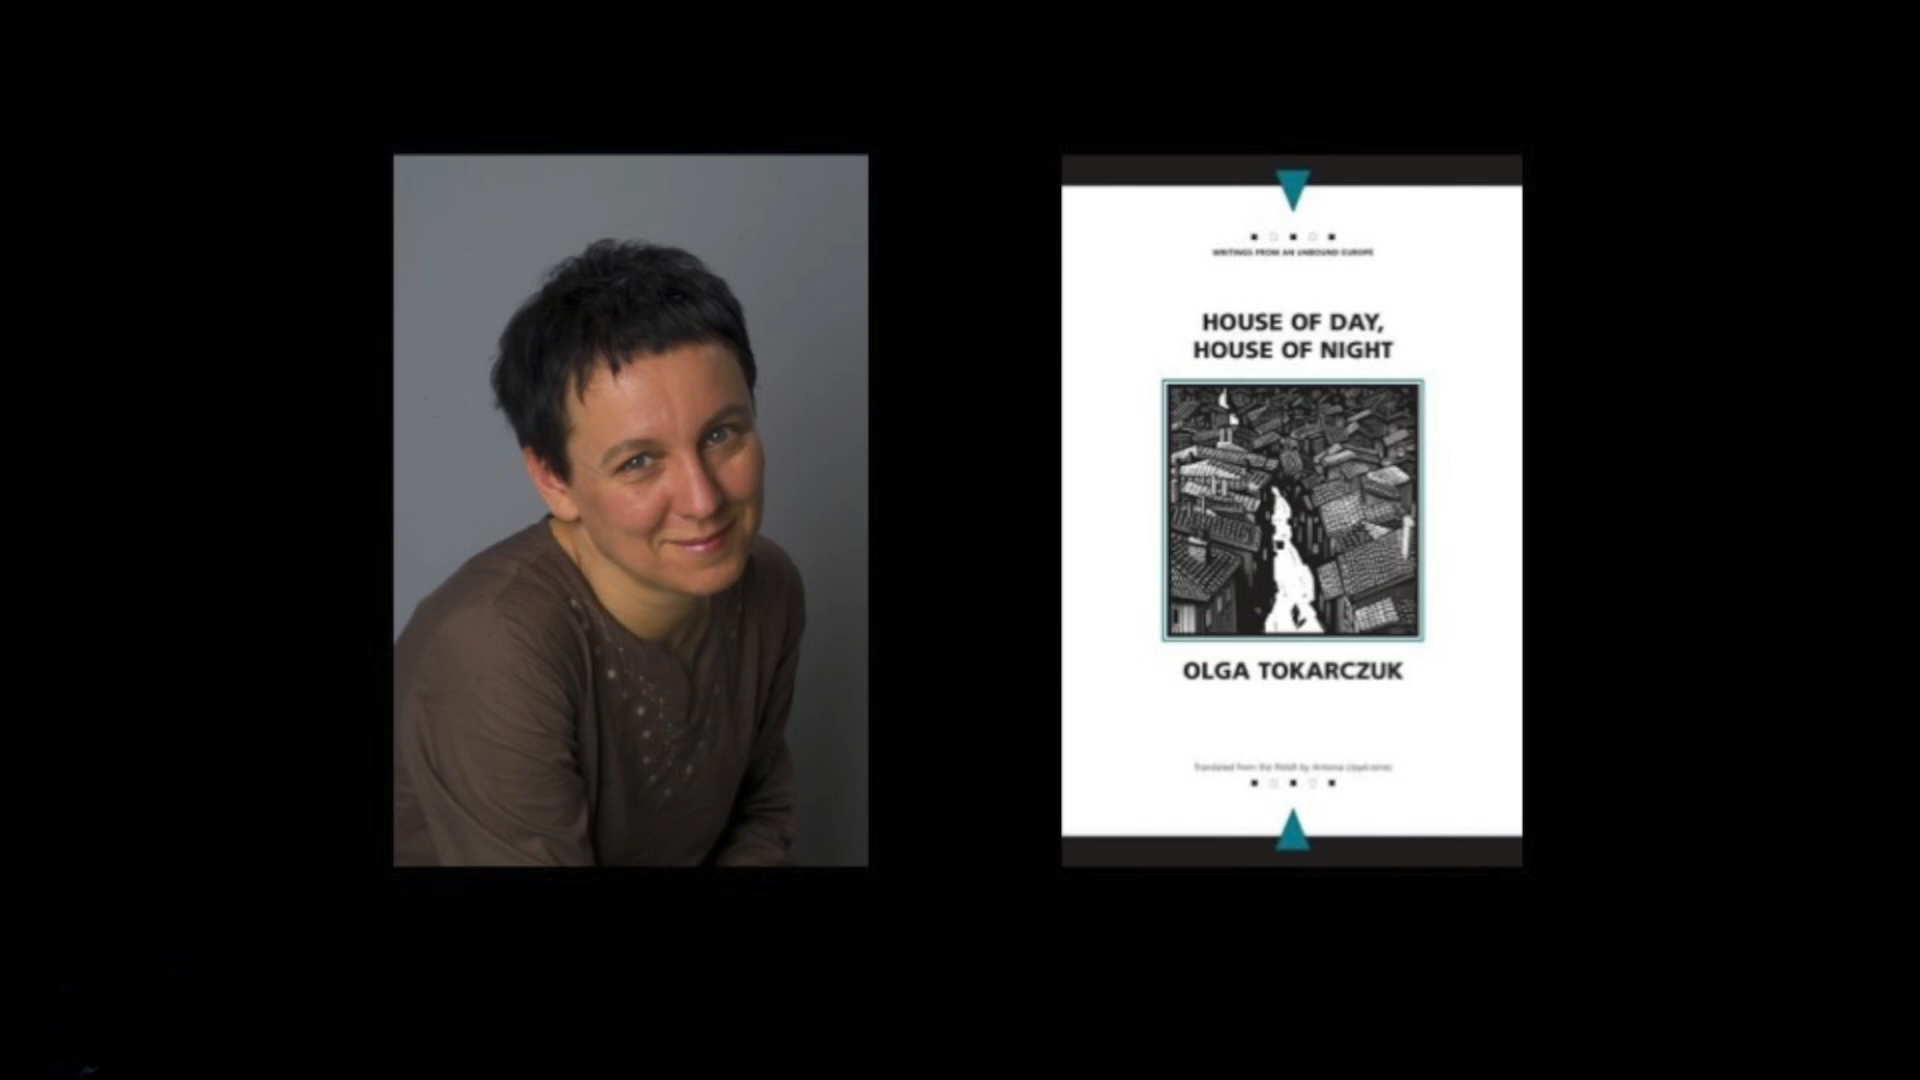 WRITINGS FROM AN UNBOUND EUROPE
HOUSE OF DAY,
HOUSE OF NIGHT
OLGA TOKARCZUK
Translated from the Polish by Antonia Lloyd-Jones